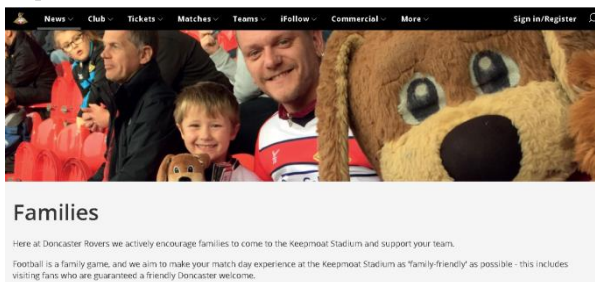 News Club Tickets Matches Teams iFollow Commercial More Sign in/Register
Families
Here at Doncaster Rovers we actively encourage families to come to the Keepmoat Stadium and support your team.
Football is a family game, and we aim to make your match day experience at the Keepmoat Stadium as 'family-friendly' as possible - this includes
visiting fans who are guaranteed a friendly Doncaster welcome.